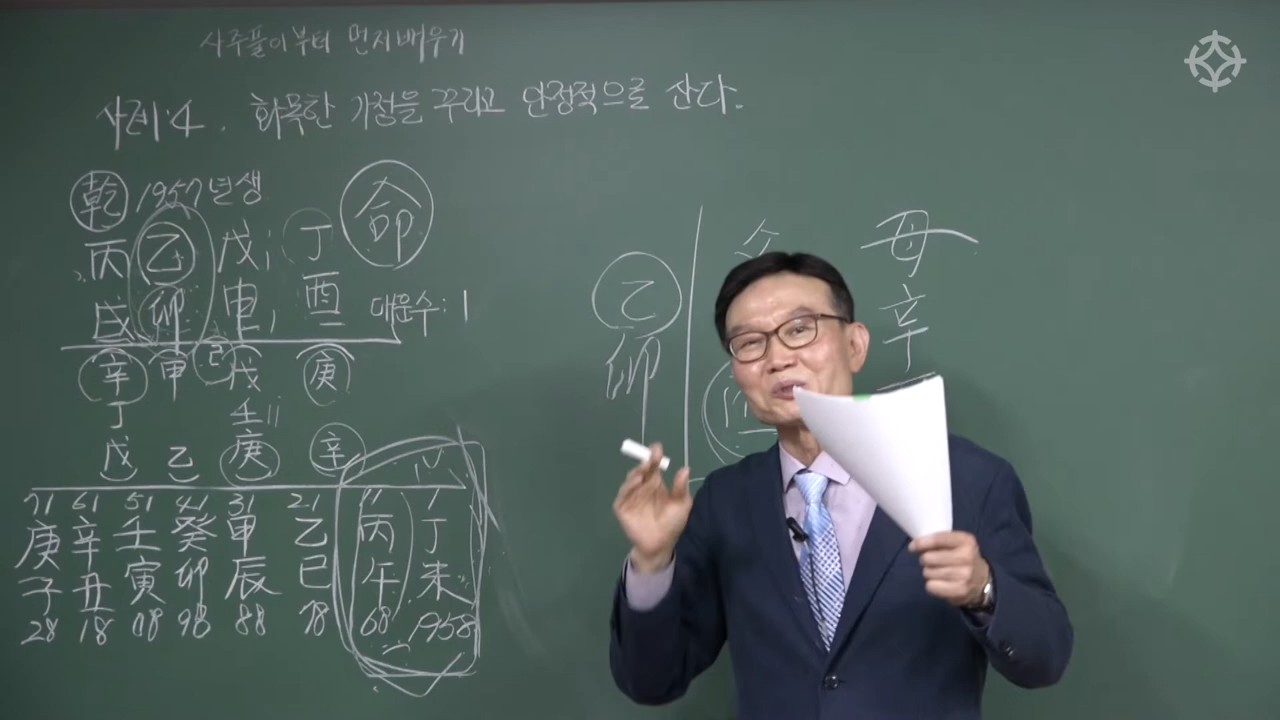 사주풀이부터 먼저배우기
사례:4. 화목한 가정을 꾸리고 안정적으로 산다.
乾 1957년생 命
丙 乙 戊 丁
戌 卯 申 酉 대운수:1
辛 甲 己 戊 庚
丁 壬
戊 乙 庚 辛
71 61 51 41 31 21 11 1
庚 辛 壬 癸 甲 乙 丙 丁
子 丑 寅 卯 辰 巳 午 未
28 18 08 98 88 78 68 1958
乙
卯
母
辛